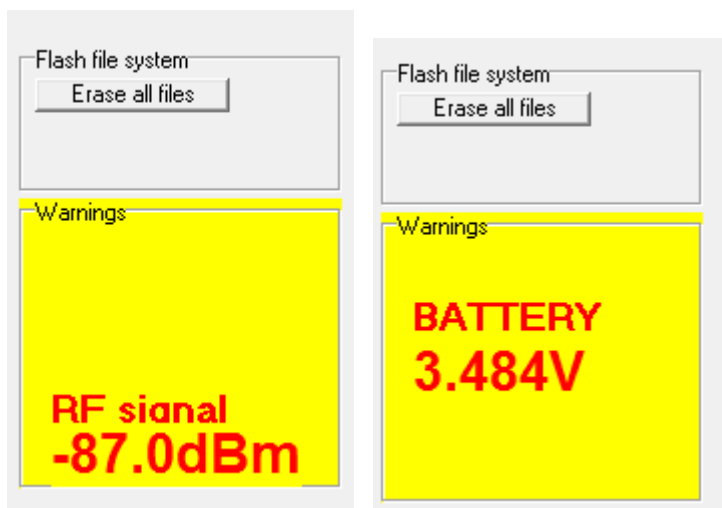 Flash file system
Erase all files
Warnings
RF signal
-87.0dBm
Flash file system
Erase all files
Warnings
BATTERY
3.484V